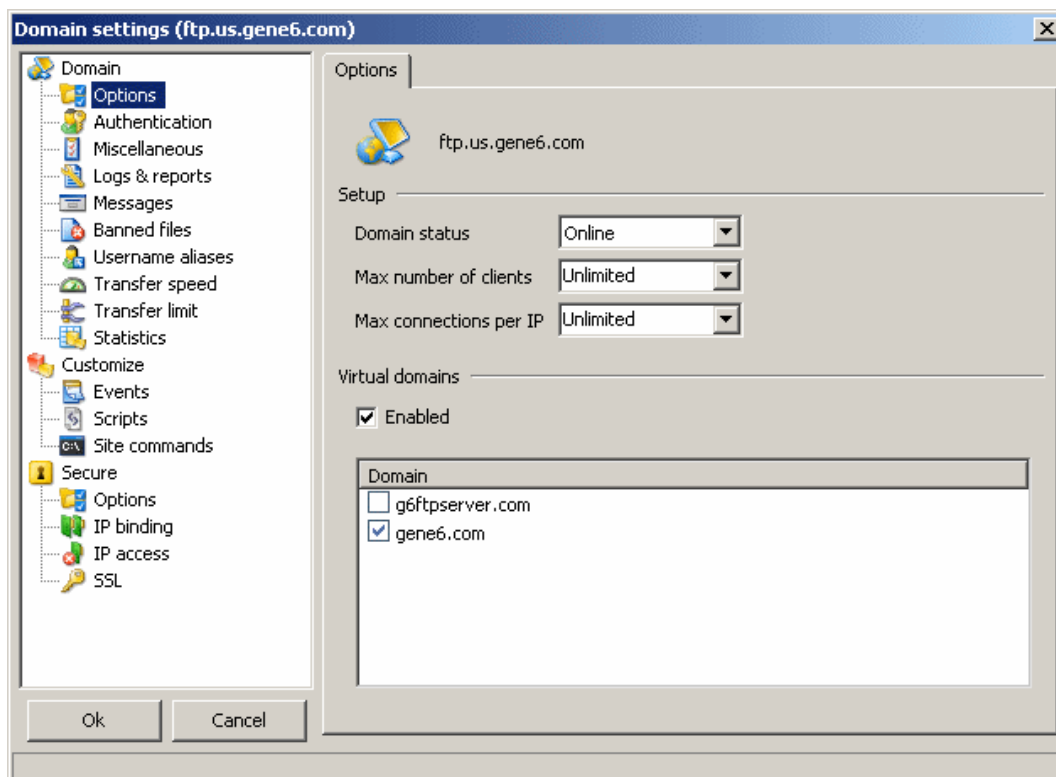 Domain settings (ftp.us.gene6.com)
Domain
Options
Authentication
Miscellaneous
Logs & reports
Messages
Banned files
Username aliases
Transfer speed
Transfer limit
Statistics
Customize
Events
Scripts
Site commands
Secure
Options
IP binding
IP access
SSL
Ok Cancel
Options
ftp.us.gene6.com
Setup
Domain status Online
Max number of clients Unlimited
Max connections per IP Unlimited
Virtual domains
Enabled
Domain
g6ftpserver.com
gene6.com